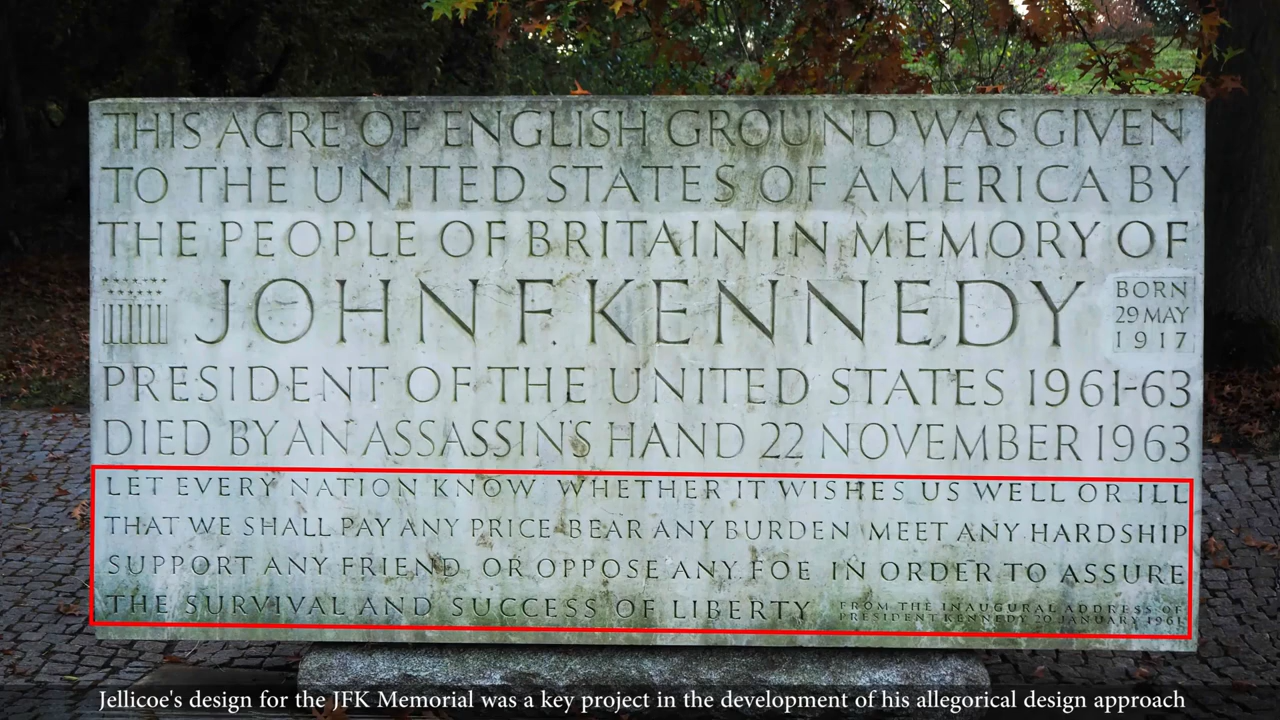 THIS ACRE OF ENGLISH GROUND WAS GIVEN
TO THE UNITED STATES OF AMERICA BY
THE PEOPLE OF BRITAIN IN MEMORY OF
JOHN F. KENNEDY
BORN
29 MAY
1917
PRESIDENT OF THE UNITED STATES 1961-63
DIED BY AN ASSASSIN'S HAND 22 NOVEMBER 1963
LET EVERY NATION KNOW WHETHER IT WISHES US WELL OR ILL
THAT WE SHALL PAY ANY PRICE BEAR ANY BURDEN MEET ANY HARDSHIP
SUPPORT ANY FRIEND OR OPPOSE ANY FOE IN ORDER TO ASSURE
THE SURVIVAL AND SUCCESS OF LIBERTY
FROM THE INAUGURAL ADDRESS OF
PRESIDENT KENNEDY 20 JANUARY 1961
Jellicoe's design for the JFK Memorial was a key project in the development of his allegorical design approach